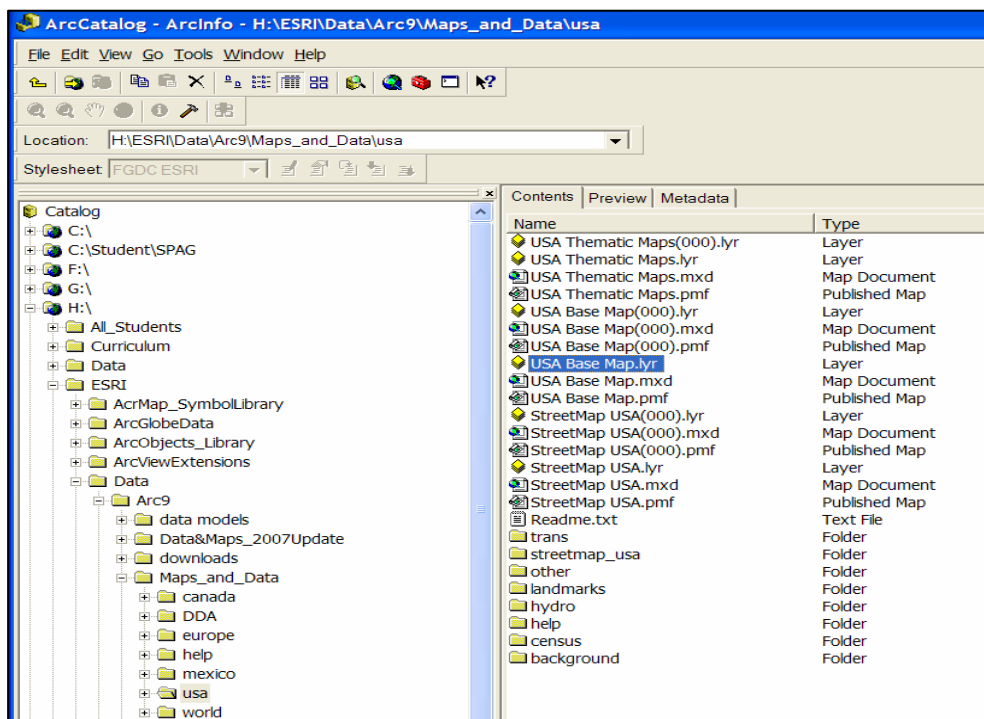 ArcCatalog - ArcInfo - H:\ESRI\Data\Arc9\Maps_and_Data\usa
File Edit View Go Tools Window Help
Location: H:\ESRI\Data\Arc9\Maps_and_Data\usa
Stylesheet: FGDC ESRI
Catalog
C:\
C:\Student\SPAG
F:\
G:\
H:\
All_Students
Curriculum
Data
ESRI
AcrMap_SymbolLibrary
ArcGlobeData
ArcObjects_Library
ArcViewExtensions
Data
Arc9
data models
Data&Maps_2007Update
downloads
Maps_and_Data
canada
DDA
europe
help
mexico
usa
world
Contents Preview Metadata
Name Type
USA Thematic Maps(000).lyr Layer
USA Thematic Maps.lyr Layer
USA Thematic Maps.mxd Map Document
USA Thematic Maps.pmf Published Map
USA Base Map(000).lyr Layer
USA Base Map(000).mxd Map Document
USA Base Map(000).pmf Published Map
USA Base Map.lyr Layer
USA Base Map.mxd Map Document
USA Base Map.pmf Published Map
StreetMap USA(000).lyr Layer
StreetMap USA(000).mxd Map Document
StreetMap USA(000).pmf Published Map
StreetMap USA.lyr Layer
StreetMap USA.mxd Map Document
StreetMap USA.pmf Published Map
Readme.txt Text File
trans Folder
streetmap_usa Folder
other Folder
landmarks Folder
hydro Folder
help Folder
census Folder
background Folder